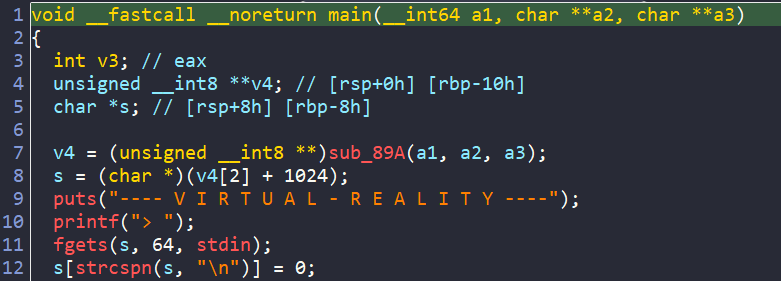 1 void __fastcall __noreturn main(__int64 a1, char **a2, char **a3)
2 {
3   int v3; // eax
4   unsigned __int8 **v4; // [rsp+0h] [rbp-10h]
5   char *s; // [rsp+8h] [rbp-8h]
6
7   v4 = (unsigned __int8 **)sub_89A(a1, a2, a3);
8   s = (char *)(v4[2] + 1024);
9   puts("---- V I R T U A L - R E A L I T Y ----");
10   printf("> ");
11   fgets(s, 64, stdin);
12   s[strcspn(s, "\n")] = 0;